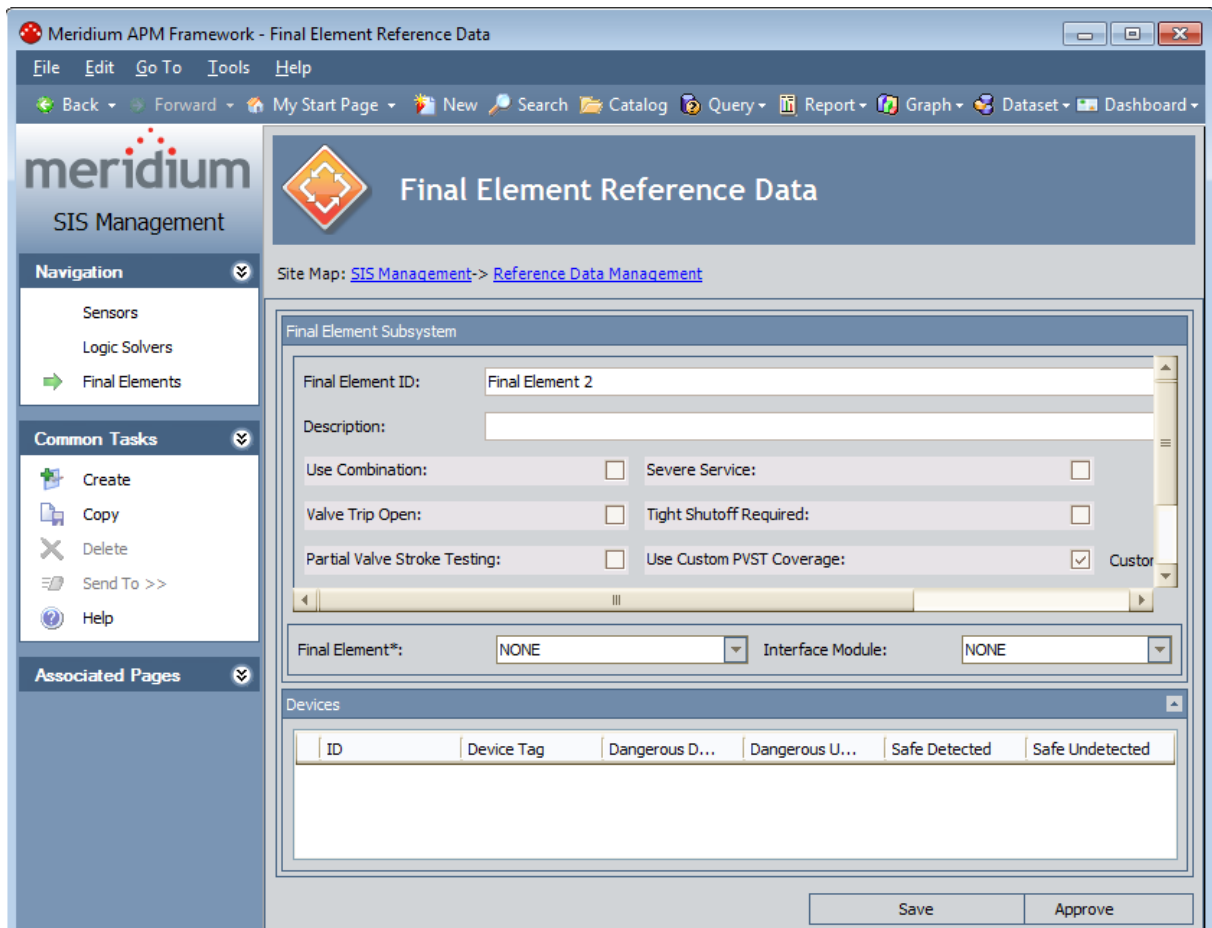 Meridium APM Framework - Final Element Reference Data
File Edit Go To Tools Help
Back Forward My Start Page New Search Catalog Query Report Graph Dataset Dashboard
meridium
SIS Management
Final Element Reference Data
Navigation
Sensors
Logic Solvers
Final Elements
Common Tasks
Create
Copy
Delete
Send To >>
Help
Associated Pages
Site Map: SIS Management-> Reference Data Management
Final Element Subsystem
Final Element ID: Final Element 2
Description:
Use Combination: Severe Service:
Valve Trip Open: Tight Shutoff Required:
Partial Valve Stroke Testing: Use Custom PVST Coverage: Custor
Final Element*: NONE Interface Module: NONE
Devices
ID Device Tag Dangerous D... Dangerous U... Safe Detected Safe Undetected
Save Approve